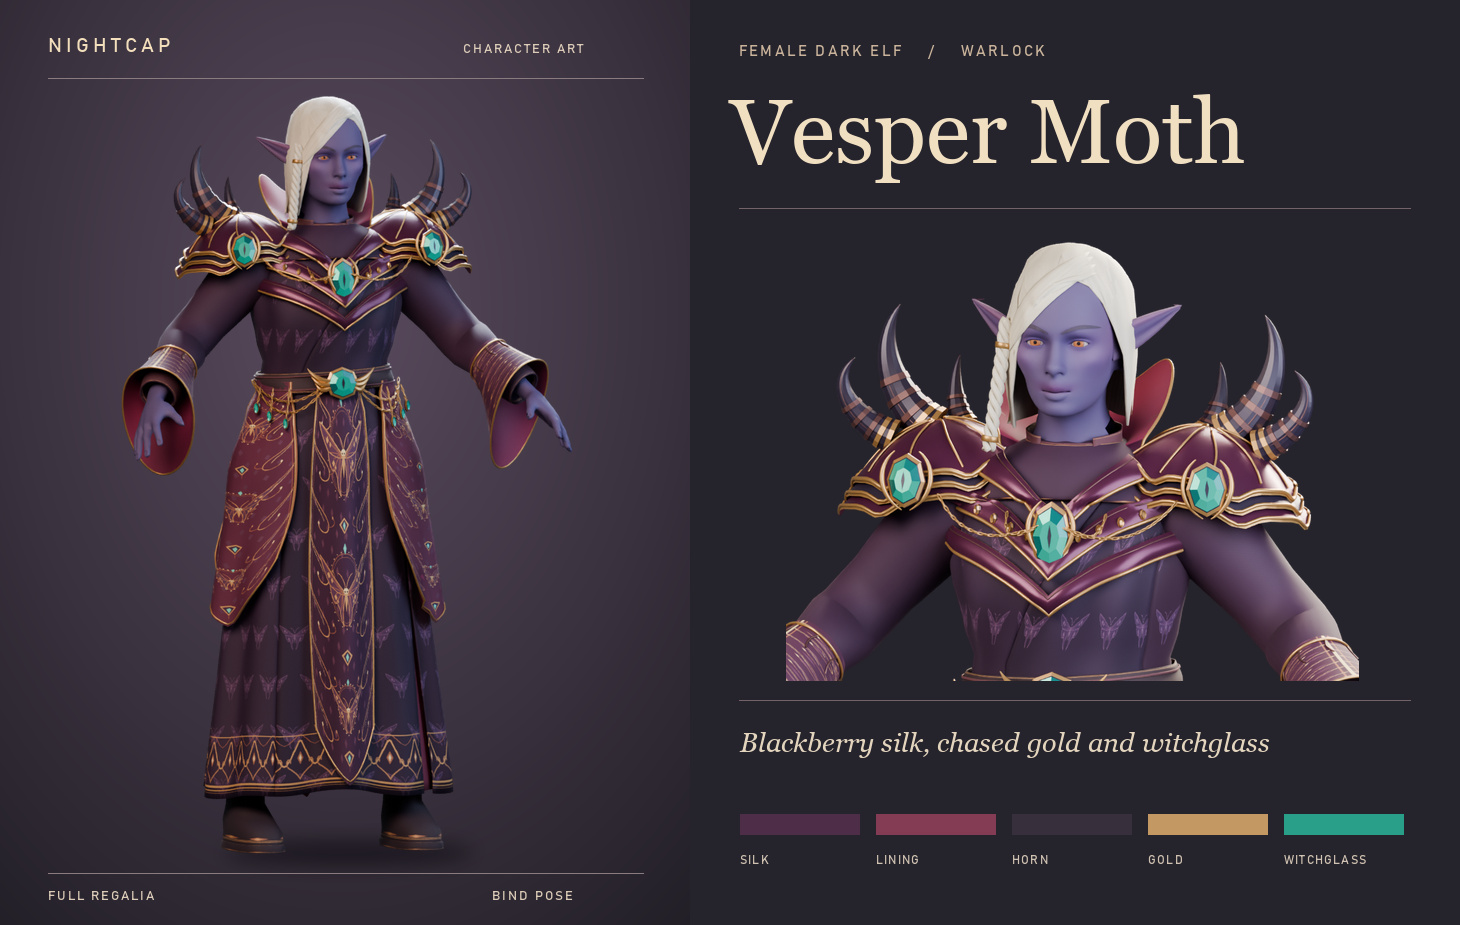 NIGHTCAP
CHARACTER ART
FULL REGALIA
BIND POSE
FEMALE DARK ELF / WARLOCK
Vesper Moth
Blackberry silk, chased gold and witchglass
SILK
LINING
HORN
GOLD
WITCHGLASS